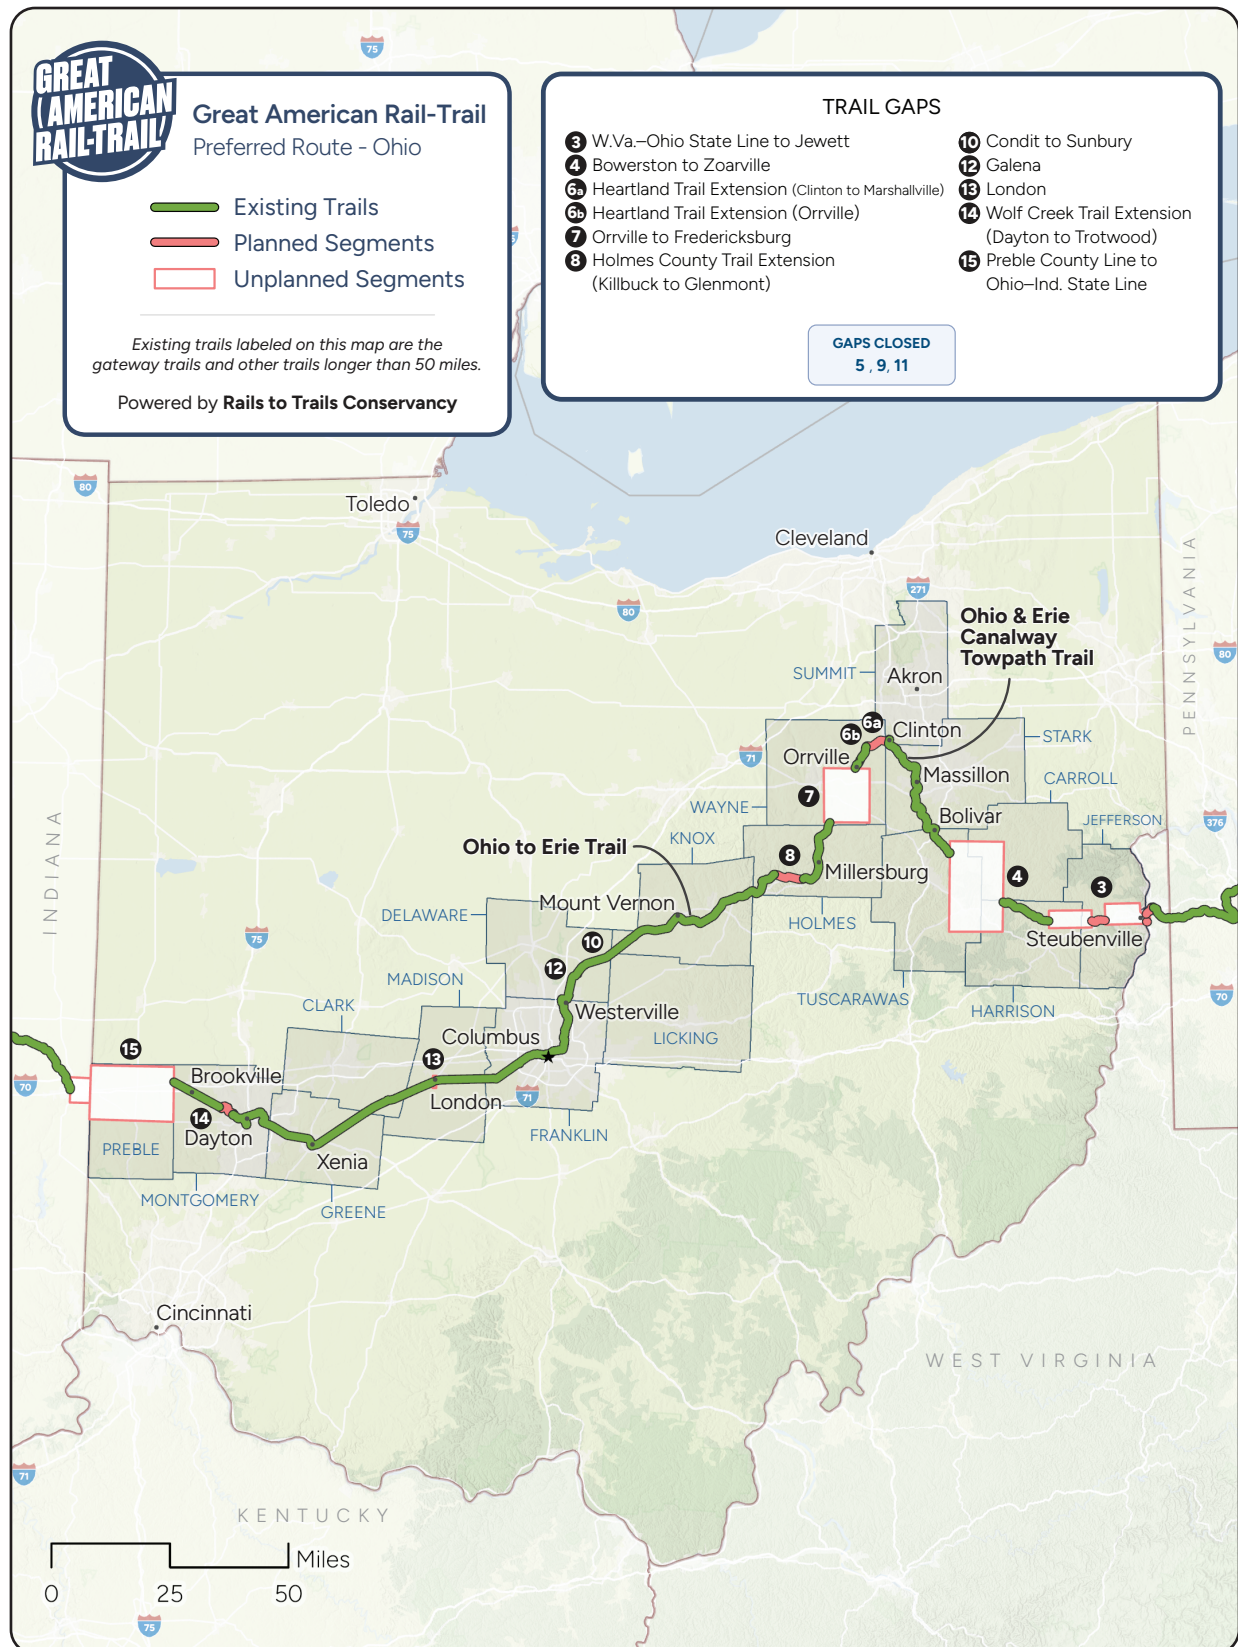 GREAT
AMERICAN
RAIL-TRAIL
Great American Rail-Trail
Preferred Route - Ohio
Existing Trails
Planned Segments
Unplanned Segments
Existing trails labeled on this map are the
gateway trails and other trails longer than 50 miles.
Powered by Rails to Trails Conservancy
TRAIL GAPS
3 W.Va.–Ohio State Line to Jewett
4 Bowerston to Zoarville
6a Heartland Trail Extension (Clinton to Marshallville)
6b Heartland Trail Extension (Orrville)
7 Orrville to Fredericksburg
8 Holmes County Trail Extension
(Killbuck to Glenmont)
10 Condit to Sunbury
12 Galena
13 London
14 Wolf Creek Trail Extension
(Dayton to Trotwood)
15 Preble County Line to
Ohio–Ind. State Line
GAPS CLOSED
5 , 9, 11
75
80
Toledo
75
Cleveland
80
271
Ohio & Erie
Canalway
Towpath Trail
PENNSYLVANIA
80
SUMMIT
Akron
6a
6b
Clinton
STARK
71
Orrville
Massillon
CARROLL
7
WAYNE
Bolivar
JEFFERSON
376
INDIANA
KNOX
Ohio to Erie Trail
8
Millersburg
4
3
Mount Vernon
DELAWARE
HOLMES
75
10
Steubenville
12
MADISON
TUSCARAWAS
70
CLARK
Westerville
HARRISON
Columbus
LICKING
15
13
70
Brookville
71
London
14
Dayton
FRANKLIN
PREBLE
Xenia
MONTGOMERY
GREENE
Cincinnati
WEST VIRGINIA
71
KENTUCKY
Miles
0 25 50
75